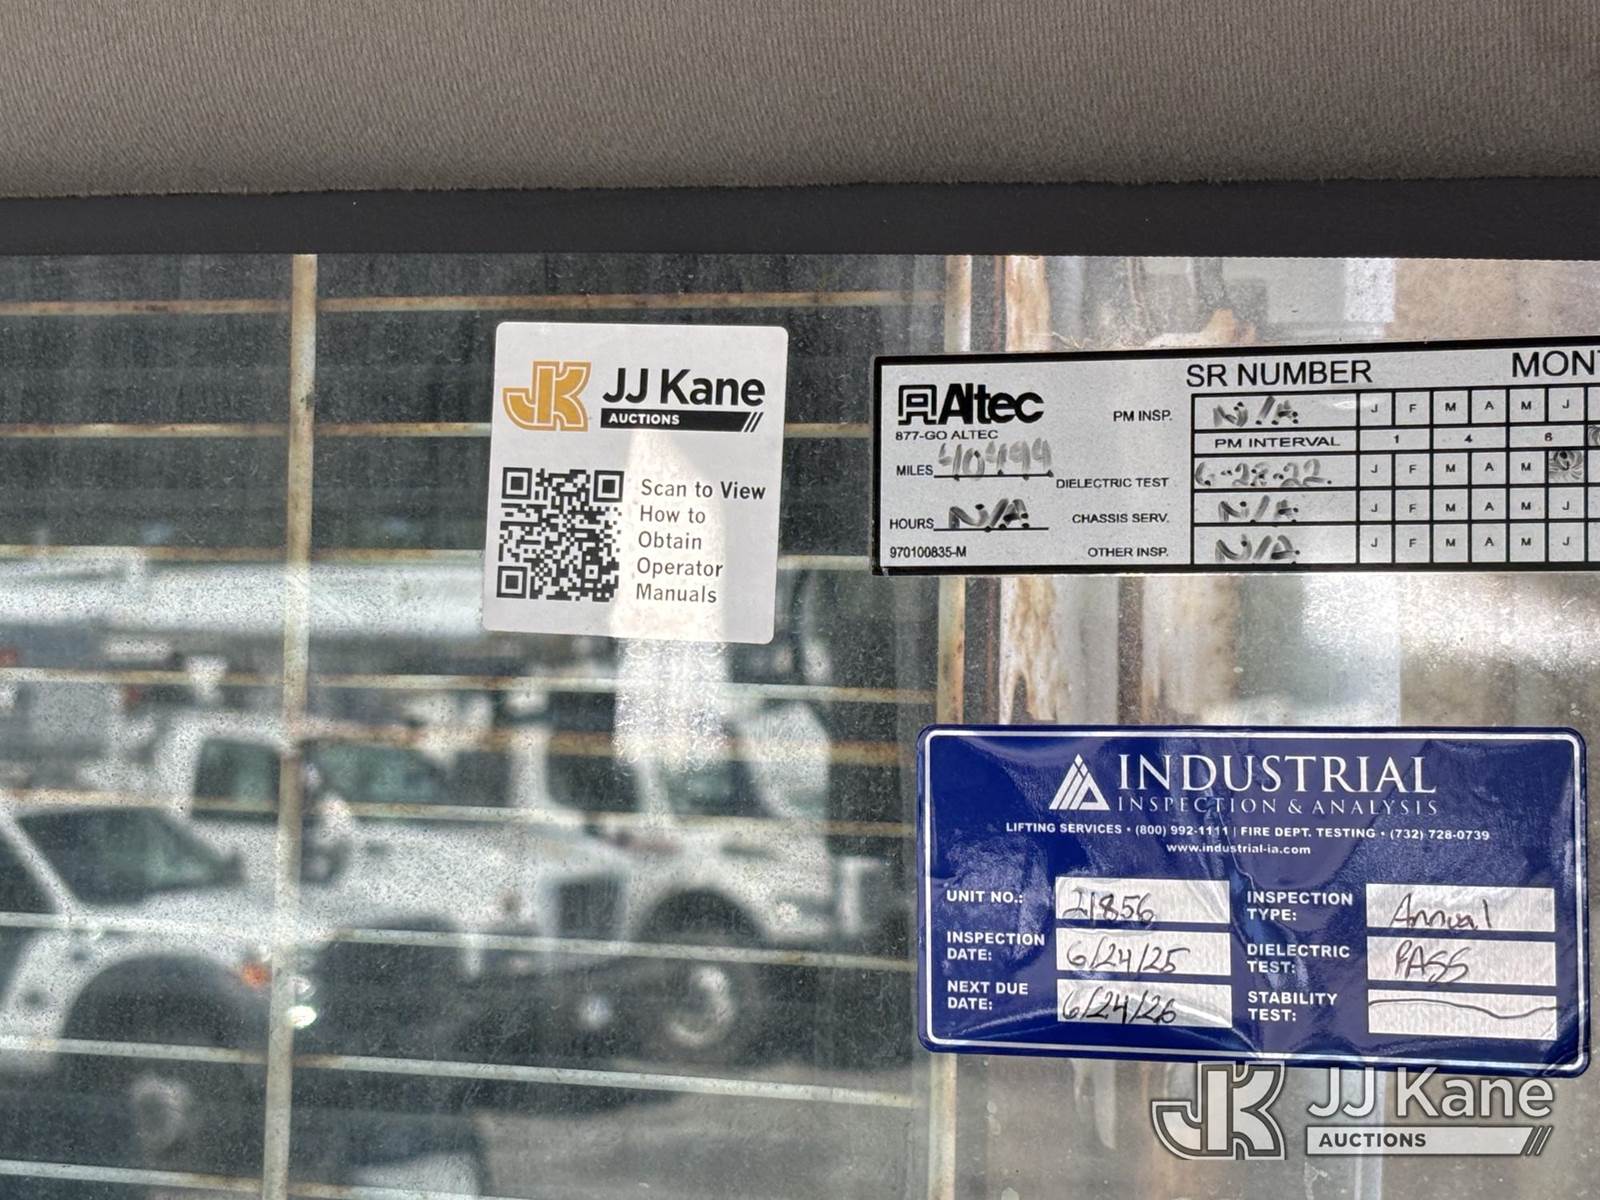 JK JJ Kane
AUCTIONS
Scan to View
How to
Obtain
Operator
Manuals
Altec
877-GO ALTEC
MILES 40494
HOURS N/A
970100835-M
SR NUMBER
PM INSP. N/A J F M A M J
PM INTERVAL 1 4 6
DIELECTRIC TEST 6-28-22. J F M A M
CHASSIS SERV. N/A J F M A M J
OTHER INSP. N/A J F M A M J
INDUSTRIAL
INSPECTION & ANALYSIS
LIFTING SERVICES • (800) 992-1111 | FIRE DEPT. TESTING • (732) 728-0739
www.industrial-ia.com
UNIT NO.: 21856
INSPECTION
DATE: 6/24/25
NEXT DUE
DATE: 6/24/26
INSPECTION
TYPE: Annual
DIELECTRIC
TEST: PASS
STABILITY
TEST:
JK JJ Kane
AUCTIONS